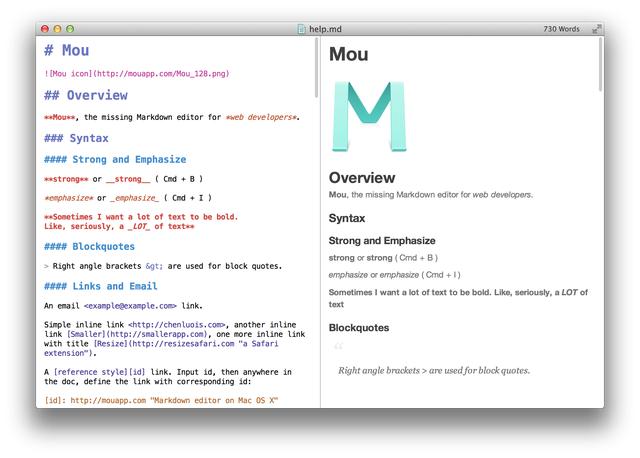 help.md
730 Words
# Mou
![Mou icon](http://mouapp.com/Mou_128.png)
## Overview
**Mou**, the missing Markdown editor for *web developers*.
### Syntax
#### Strong and Emphasize
**strong** or __strong__ ( Cmd + B )
*emphasize* or _emphasize_ ( Cmd + I )
**Sometimes I want a lot of text to be bold.
Like, seriously, a _LOT_ of text**
#### Blockquotes
> Right angle brackets &gt; are used for block quotes.
#### Links and Email
An email <example@example.com> link.
Simple inline link <http://chenluois.com>, another inline
link [Smaller](http://smallerapp.com), one more inline link
with title [Resize](http://resizesafari.com "a Safari
extension").
A [reference style][id] link. Input id, then anywhere in
the doc, define the link with corresponding id:
[id]: http://mouapp.com "Markdown editor on Mac OS X"
Mou
Overview
Mou, the missing Markdown editor for web developers.
Syntax
Strong and Emphasize
strong or strong ( Cmd + B )
emphasize or emphasize ( Cmd + I )
Sometimes I want a lot of text to be bold. Like, seriously, a LOT of
text
Blockquotes
“
Right angle brackets > are used for block quotes.